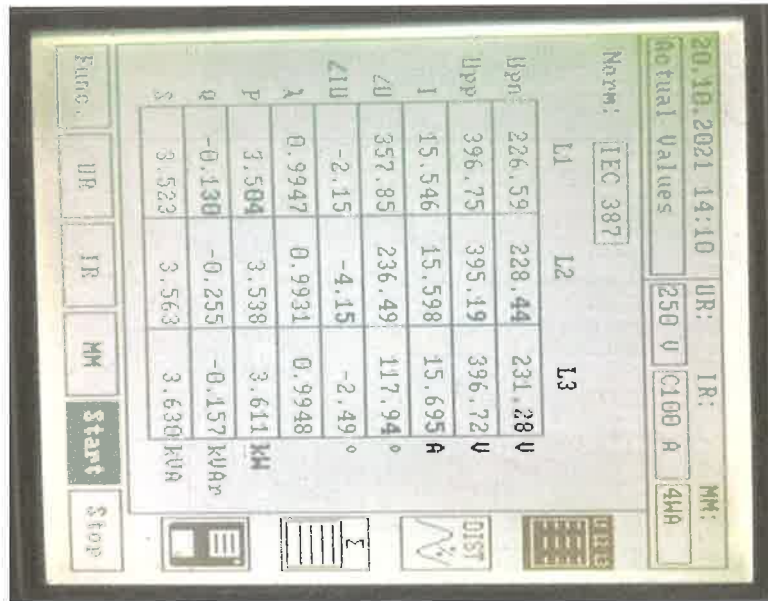 20.10.2021 14:10 UR: IR: MM:
Actual Values 250 V C100 A 4WA
Norm: IEC 387
L1 L2 L3
Upn 226.59 228.44 231.28 V
Upp 396.75 395.19 396.72 V
I 15.546 15.598 15.695 A
∠U 357.85 236.49 117.94 °
∠IU -2.15 -4.15 -2.49 °
λ 0.9947 0.9931 0.9948
P 3.504 3.538 3.611 kW
Q -0.130 -0.255 -0.157 kVAr
S 3.523 3.563 3.630 kVA
DIST
Σ
Func. UR IR MM Start Stop